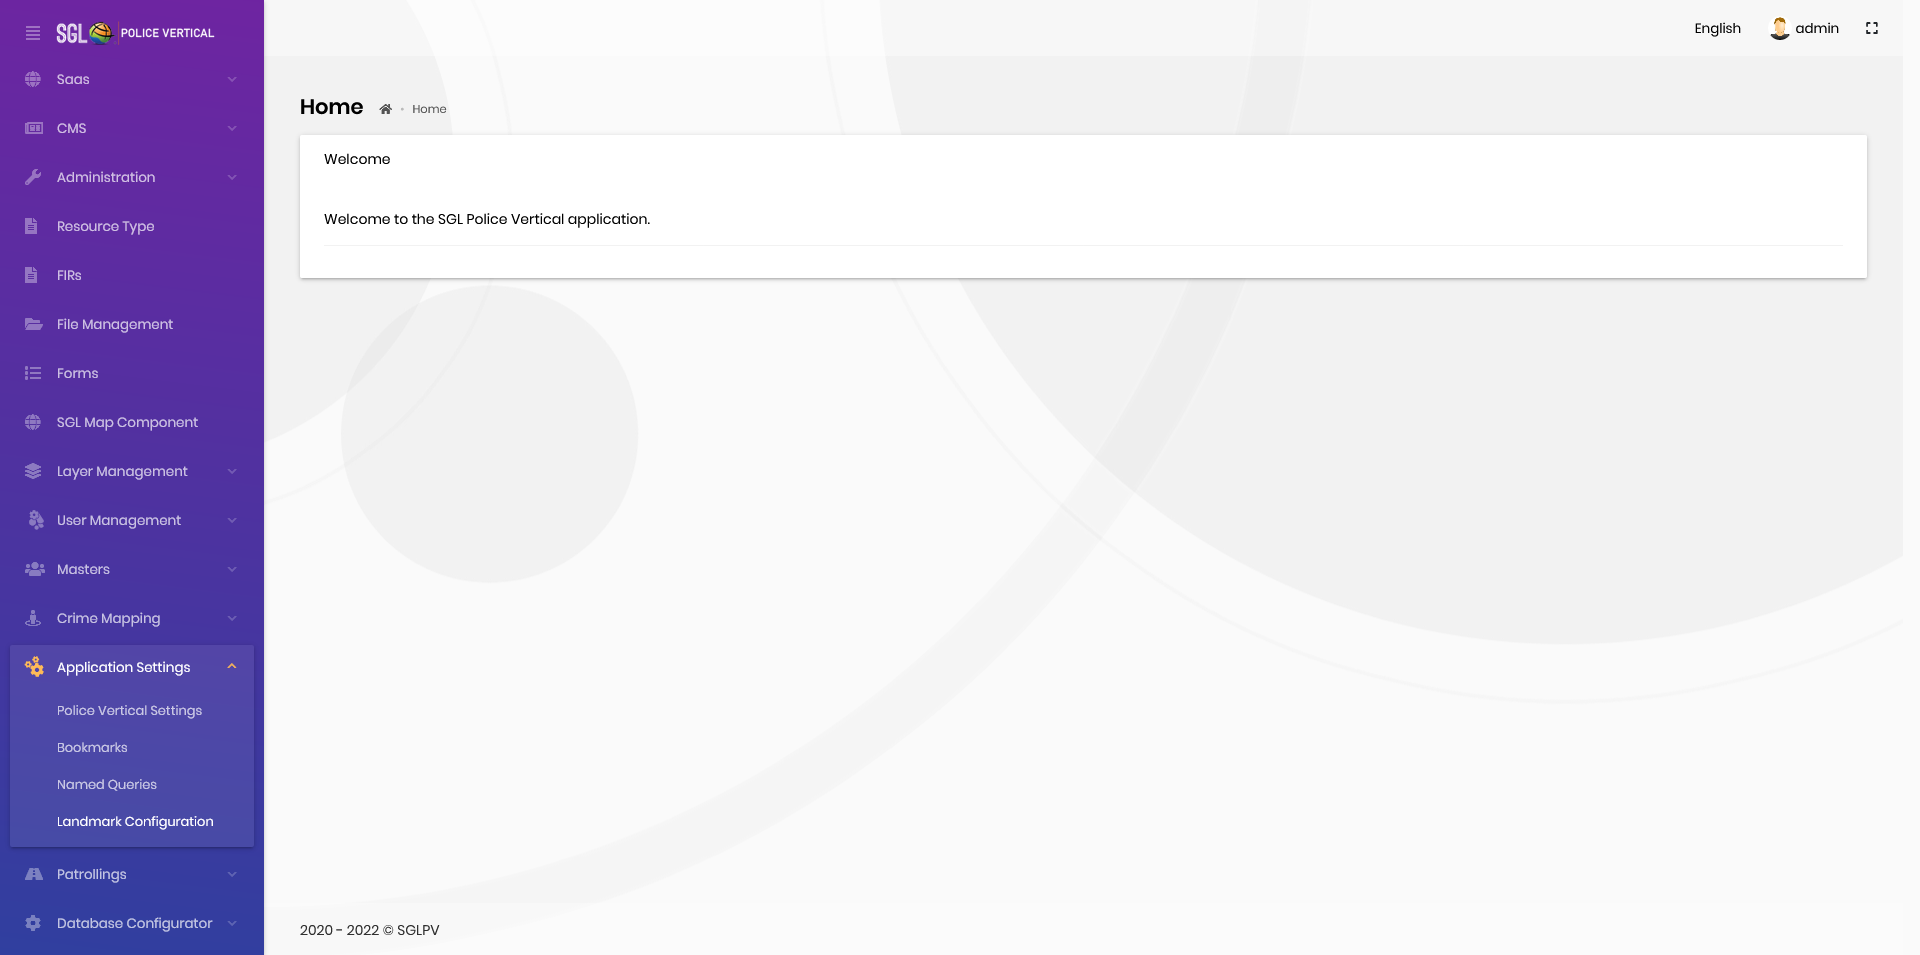 SGL POLICE VERTICAL
Saas
CMS
Administration
Resource Type
FIRs
File Management
Forms
SGL Map Component
Layer Management
User Management
Masters
Crime Mapping
Application Settings
Police Vertical Settings
Bookmarks
Named Queries
Landmark Configuration
Patrollings
Database Configurator
English
admin
Home
Home
Welcome
Welcome to the SGL Police Vertical application.
2020 - 2022 © SGLPV